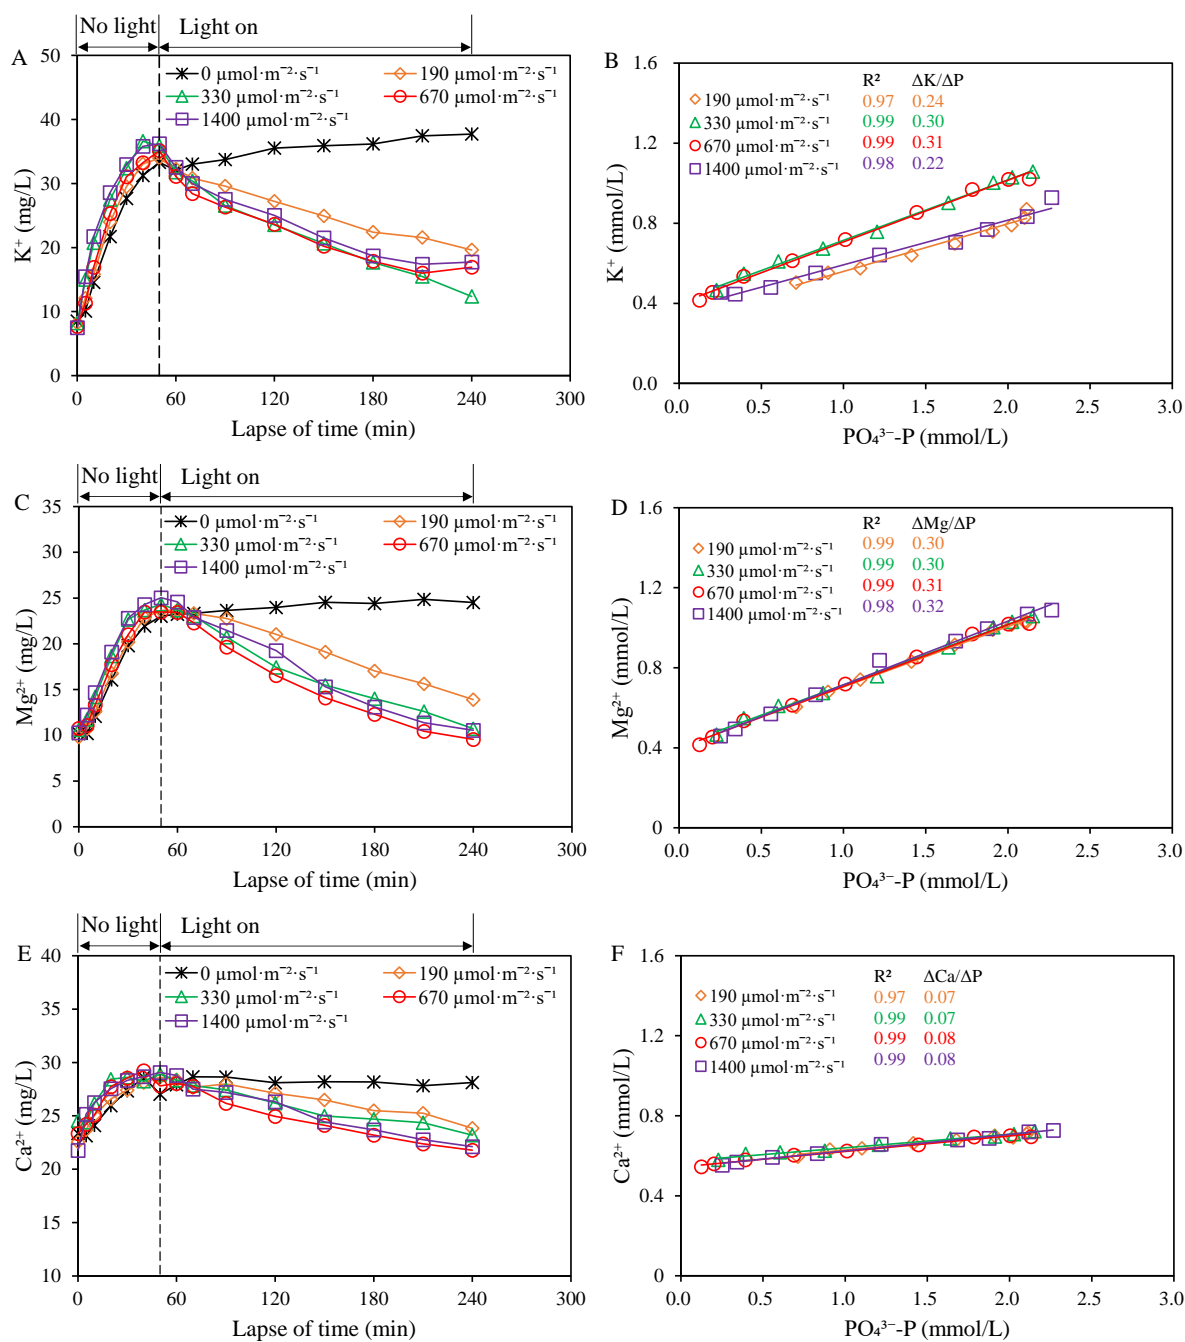 No light Light on
A
50
40
30
20
10
0
K⁺ (mg/L)
0 µmol·m⁻²·s⁻¹ 190 µmol·m⁻²·s⁻¹
330 µmol·m⁻²·s⁻¹ 670 µmol·m⁻²·s⁻¹
1400 µmol·m⁻²·s⁻¹
0 60 120 180 240 300
Lapse of time (min)
B
1.6
1.2
0.8
0.4
0.0
K⁺ (mmol/L)
R² ΔK/ΔP
190 µmol·m⁻²·s⁻¹ 0.97 0.24
330 µmol·m⁻²·s⁻¹ 0.99 0.30
670 µmol·m⁻²·s⁻¹ 0.99 0.31
1400 µmol·m⁻²·s⁻¹ 0.98 0.22
0.0 0.5 1.0 1.5 2.0 2.5 3.0
PO₄³⁻-P (mmol/L)
No light Light on
C
35
30
25
20
15
10
5
0
Mg²⁺ (mg/L)
0 µmol·m⁻²·s⁻¹ 190 µmol·m⁻²·s⁻¹
330 µmol·m⁻²·s⁻¹ 670 µmol·m⁻²·s⁻¹
1400 µmol·m⁻²·s⁻¹
0 60 120 180 240 300
Lapse of time (min)
D
1.6
1.2
0.8
0.4
0
Mg²⁺ (mmol/L)
R² ΔMg/ΔP
190 µmol·m⁻²·s⁻¹ 0.99 0.30
330 µmol·m⁻²·s⁻¹ 0.99 0.30
670 µmol·m⁻²·s⁻¹ 0.99 0.31
1400 µmol·m⁻²·s⁻¹ 0.98 0.32
0.0 0.5 1.0 1.5 2.0 2.5 3.0
PO₄³⁻-P (mmol/L)
No light Light on
E
40
35
30
25
20
15
10
Ca²⁺ (mg/L)
0 µmol·m⁻²·s⁻¹ 190 µmol·m⁻²·s⁻¹
330 µmol·m⁻²·s⁻¹ 670 µmol·m⁻²·s⁻¹
1400 µmol·m⁻²·s⁻¹
0 60 120 180 240 300
Lapse of time (min)
F
1.6
1.2
0.8
0.4
0
Ca²⁺ (mmol/L)
R² ΔCa/ΔP
190 µmol·m⁻²·s⁻¹ 0.97 0.07
330 µmol·m⁻²·s⁻¹ 0.99 0.07
670 µmol·m⁻²·s⁻¹ 0.99 0.08
1400 µmol·m⁻²·s⁻¹ 0.99 0.08
0.0 0.5 1.0 1.5 2.0 2.5 3.0
PO₄³⁻-P (mmol/L)